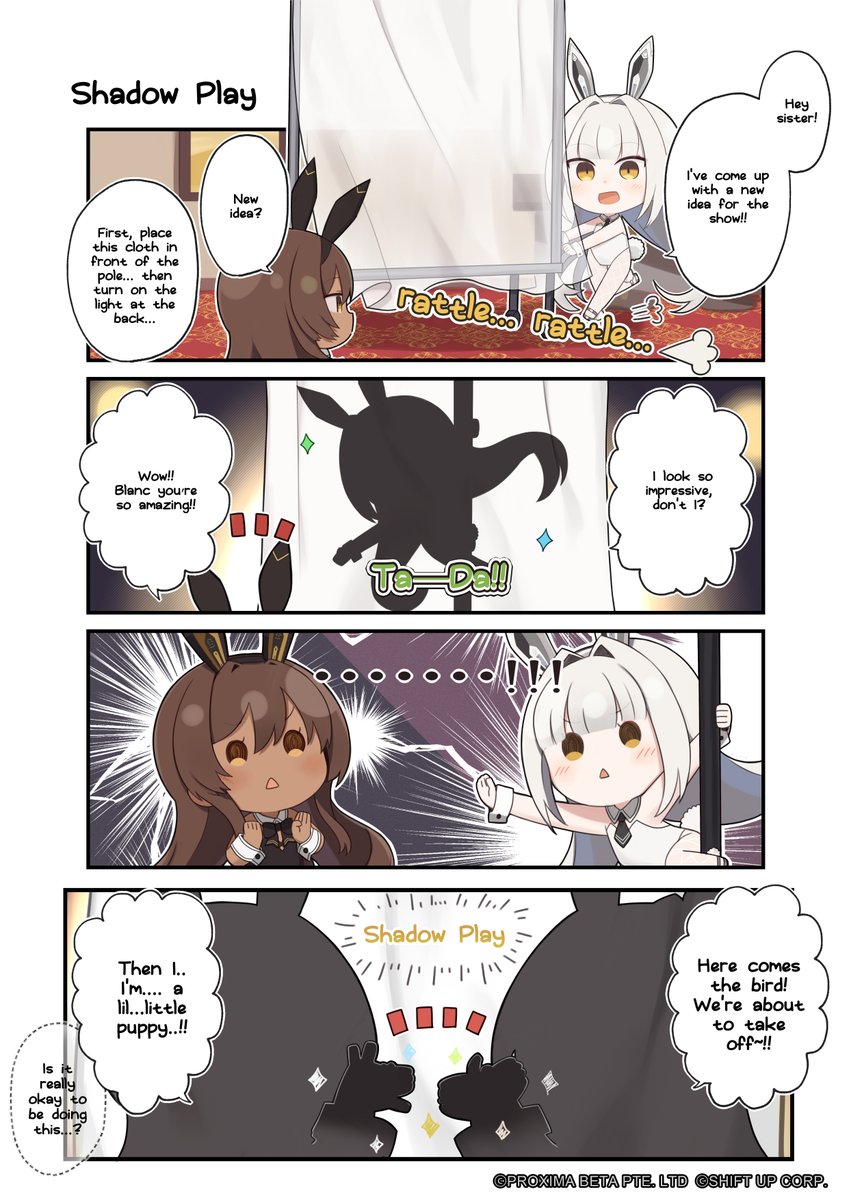 Shadow Play
Hey
sister!
I've come up
with a new
idea for the
show!!
New
idea?
First, place
this cloth in
front of the
pole... then
turn on the
light at the
back...
rattle... rattle...
I look so
impressive,
don't I?
Wow!!
Blanc you're
so amazing!!
Ta—Da!!
.......!!!
Shadow Play
Here comes
the bird!
We're about
to take
off~!!
Then I..
I'm.... a
lil...little
puppy..!!
Is it
really
okay to
be doing
this...?
©PROXIMA BETA PTE. LTD ©SHIFT UP CORP.